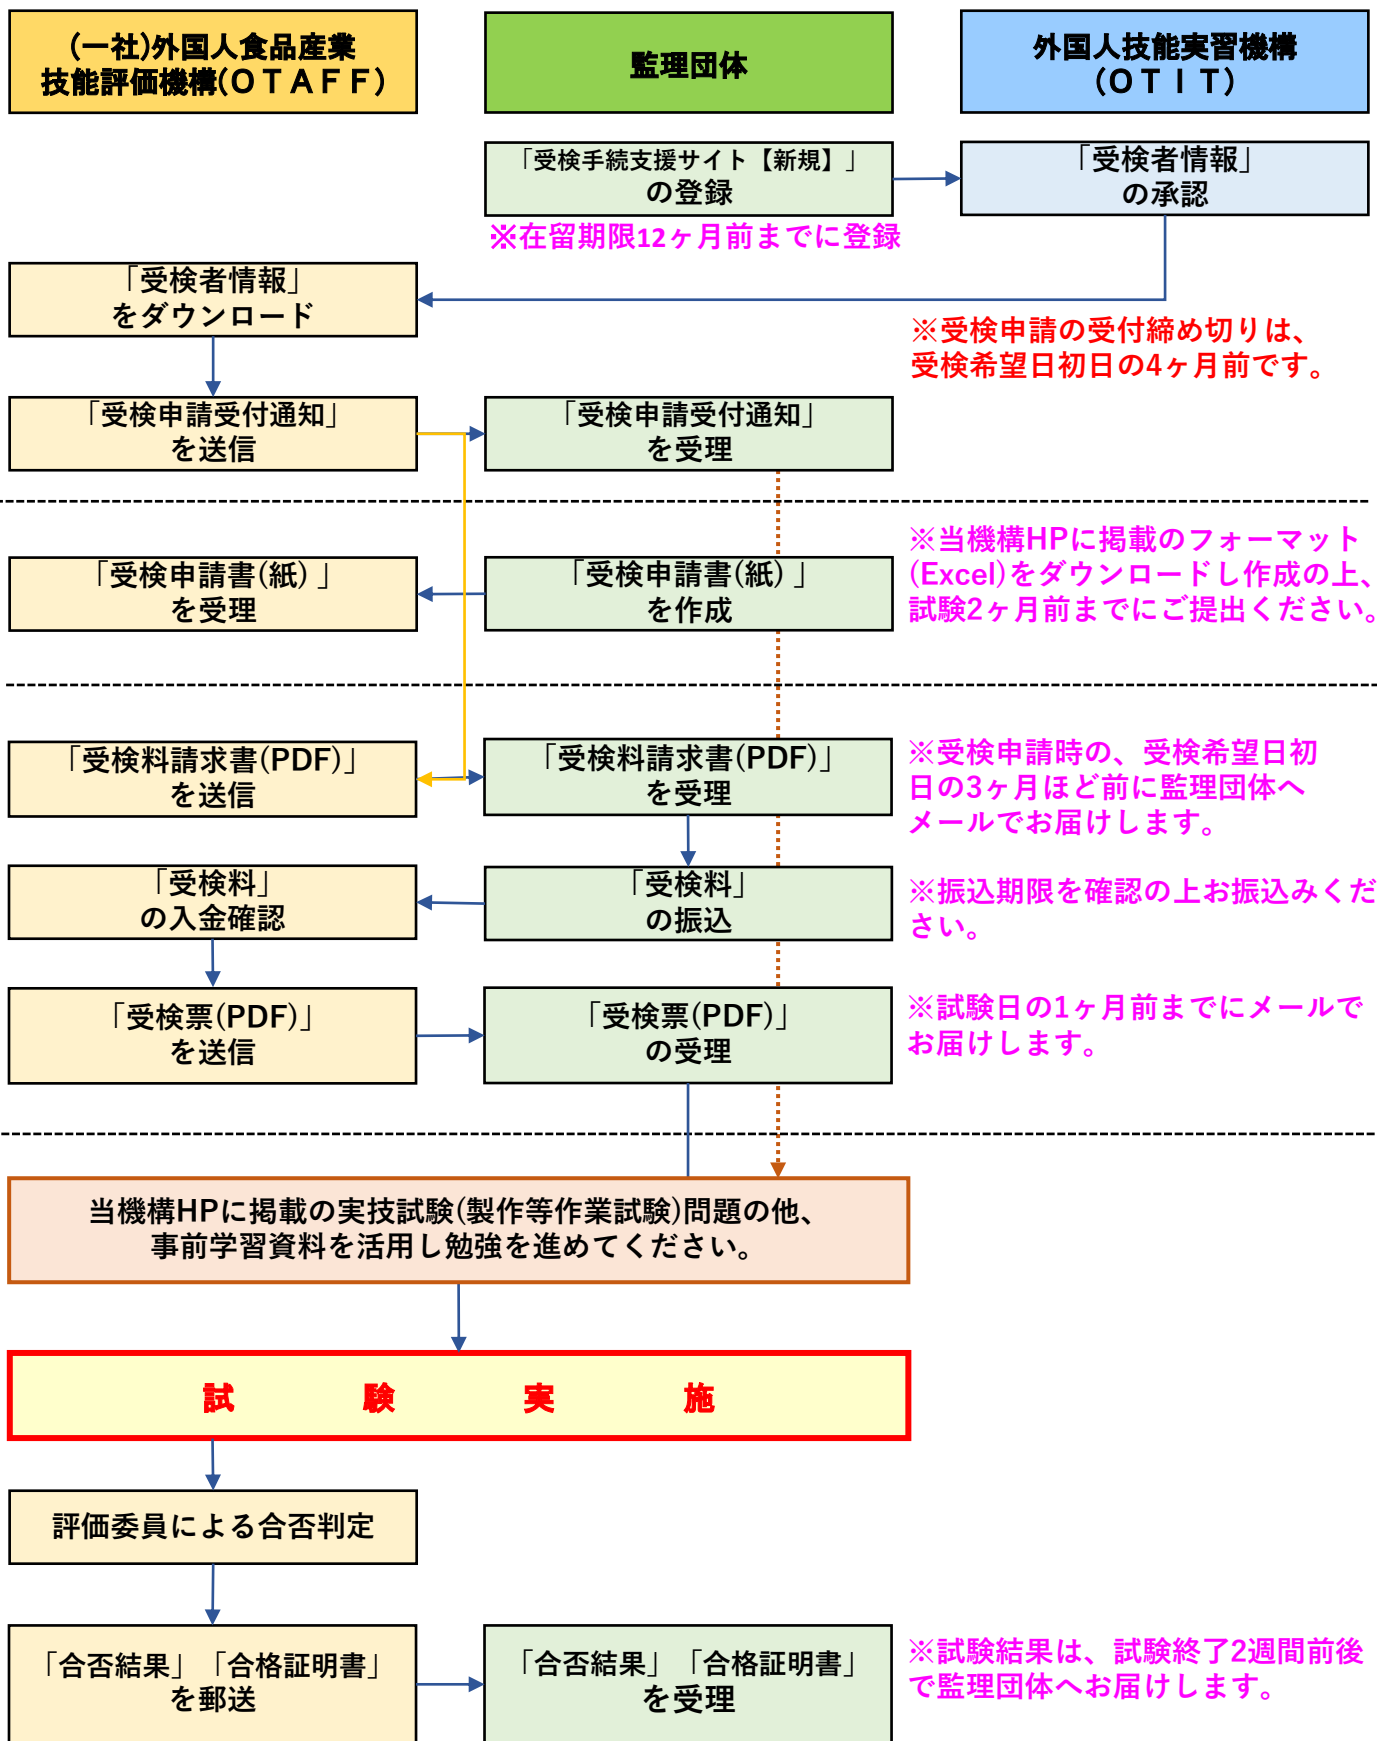 (一社)外国人食品産業
技能評価機構(ＯＴＡＦＦ)
監理団体
外国人技能実習機構
(ＯＴＩＴ)
「受検手続支援サイト【新規】」
の登録
「受検者情報」
の承認
※在留期限12ヶ月前までに登録
「受検者情報」
をダウンロード
※受検申請の受付締め切りは、
受検希望日初日の4ヶ月前です。
「受検申請受付通知」
を送信
「受検申請受付通知」
を受理
「受検申請書(紙) 」
を受理
「受検申請書(紙) 」
を作成
※当機構HPに掲載のフォーマット
(Excel)をダウンロードし作成の上、
試験2ヶ月前までにご提出ください。
「受検料請求書(PDF)」
を送信
「受検料請求書(PDF)」
を受理
※受検申請時の、受検希望日初
日の3ヶ月ほど前に監理団体へ
メールでお届けします。
「受検料」
の入金確認
「受検料」
の振込
※振込期限を確認の上お振込みくだ
さい。
「受検票(PDF)」
を送信
「受検票(PDF)」
の受理
※試験日の1ヶ月前までにメールで
お届けします。
当機構HPに掲載の実技試験(製作等作業試験)問題の他、
事前学習資料を活用し勉強を進めてください。
試　験　実　施
評価委員による合否判定
「合否結果」「合格証明書」
を郵送
「合否結果」「合格証明書」
を受理
※試験結果は、試験終了2週間前後
で監理団体へお届けします。